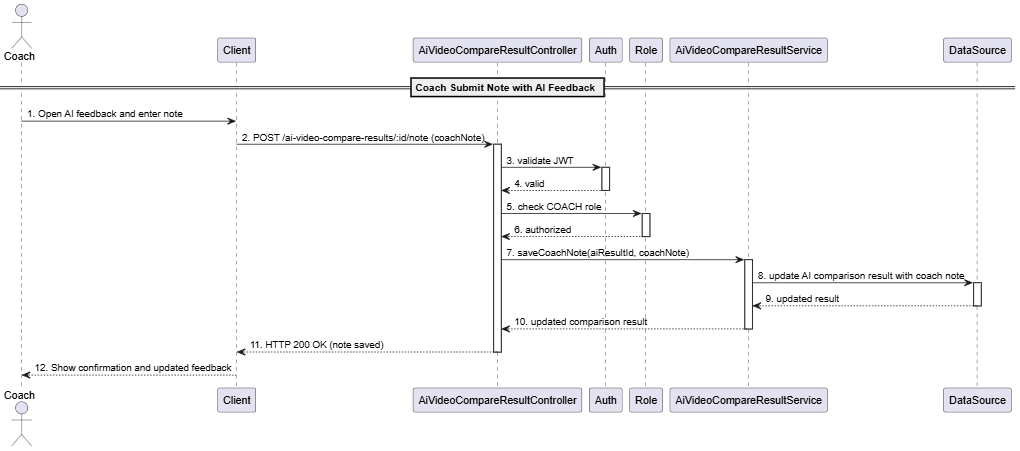 Coach
Client
AiVideoCompareResultController
Auth
Role
AiVideoCompareResultService
DataSource
Coach Submit Note with AI Feedback
1. Open AI feedback and enter note
2. POST /ai-video-compare-results/:id/note (coachNote)
3. validate JWT
4. valid
5. check COACH role
6. authorized
7. saveCoachNote(aiResultId, coachNote)
8. update AI comparison result with coach note
9. updated result
10. updated comparison result
11. HTTP 200 OK (note saved)
12. Show confirmation and updated feedback
Coach
Client
AiVideoCompareResultController
Auth
Role
AiVideoCompareResultService
DataSource